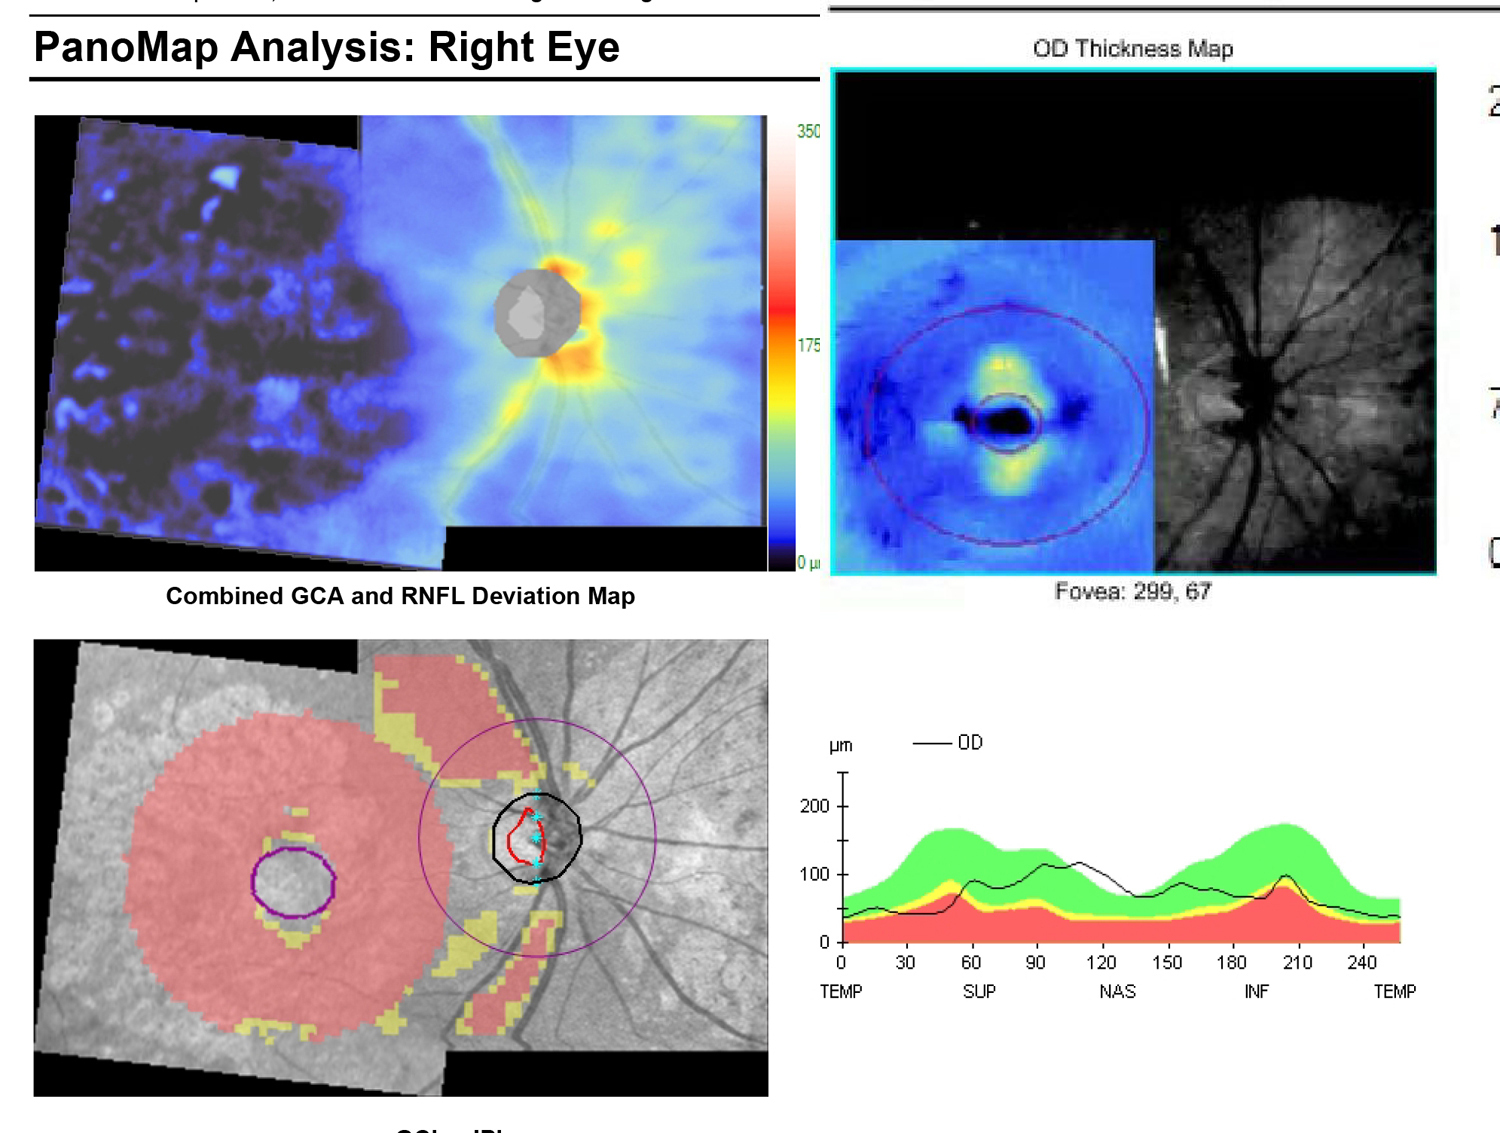 PanoMap Analysis: Right Eye
OD Thickness Map
350
175
0 µ
Combined GCA and RNFL Deviation Map
Fovea: 299, 67
µm
OD
200
100
0
0 30 60 90 120 150 180 210 240
TEMP SUP NAS INF TEMP